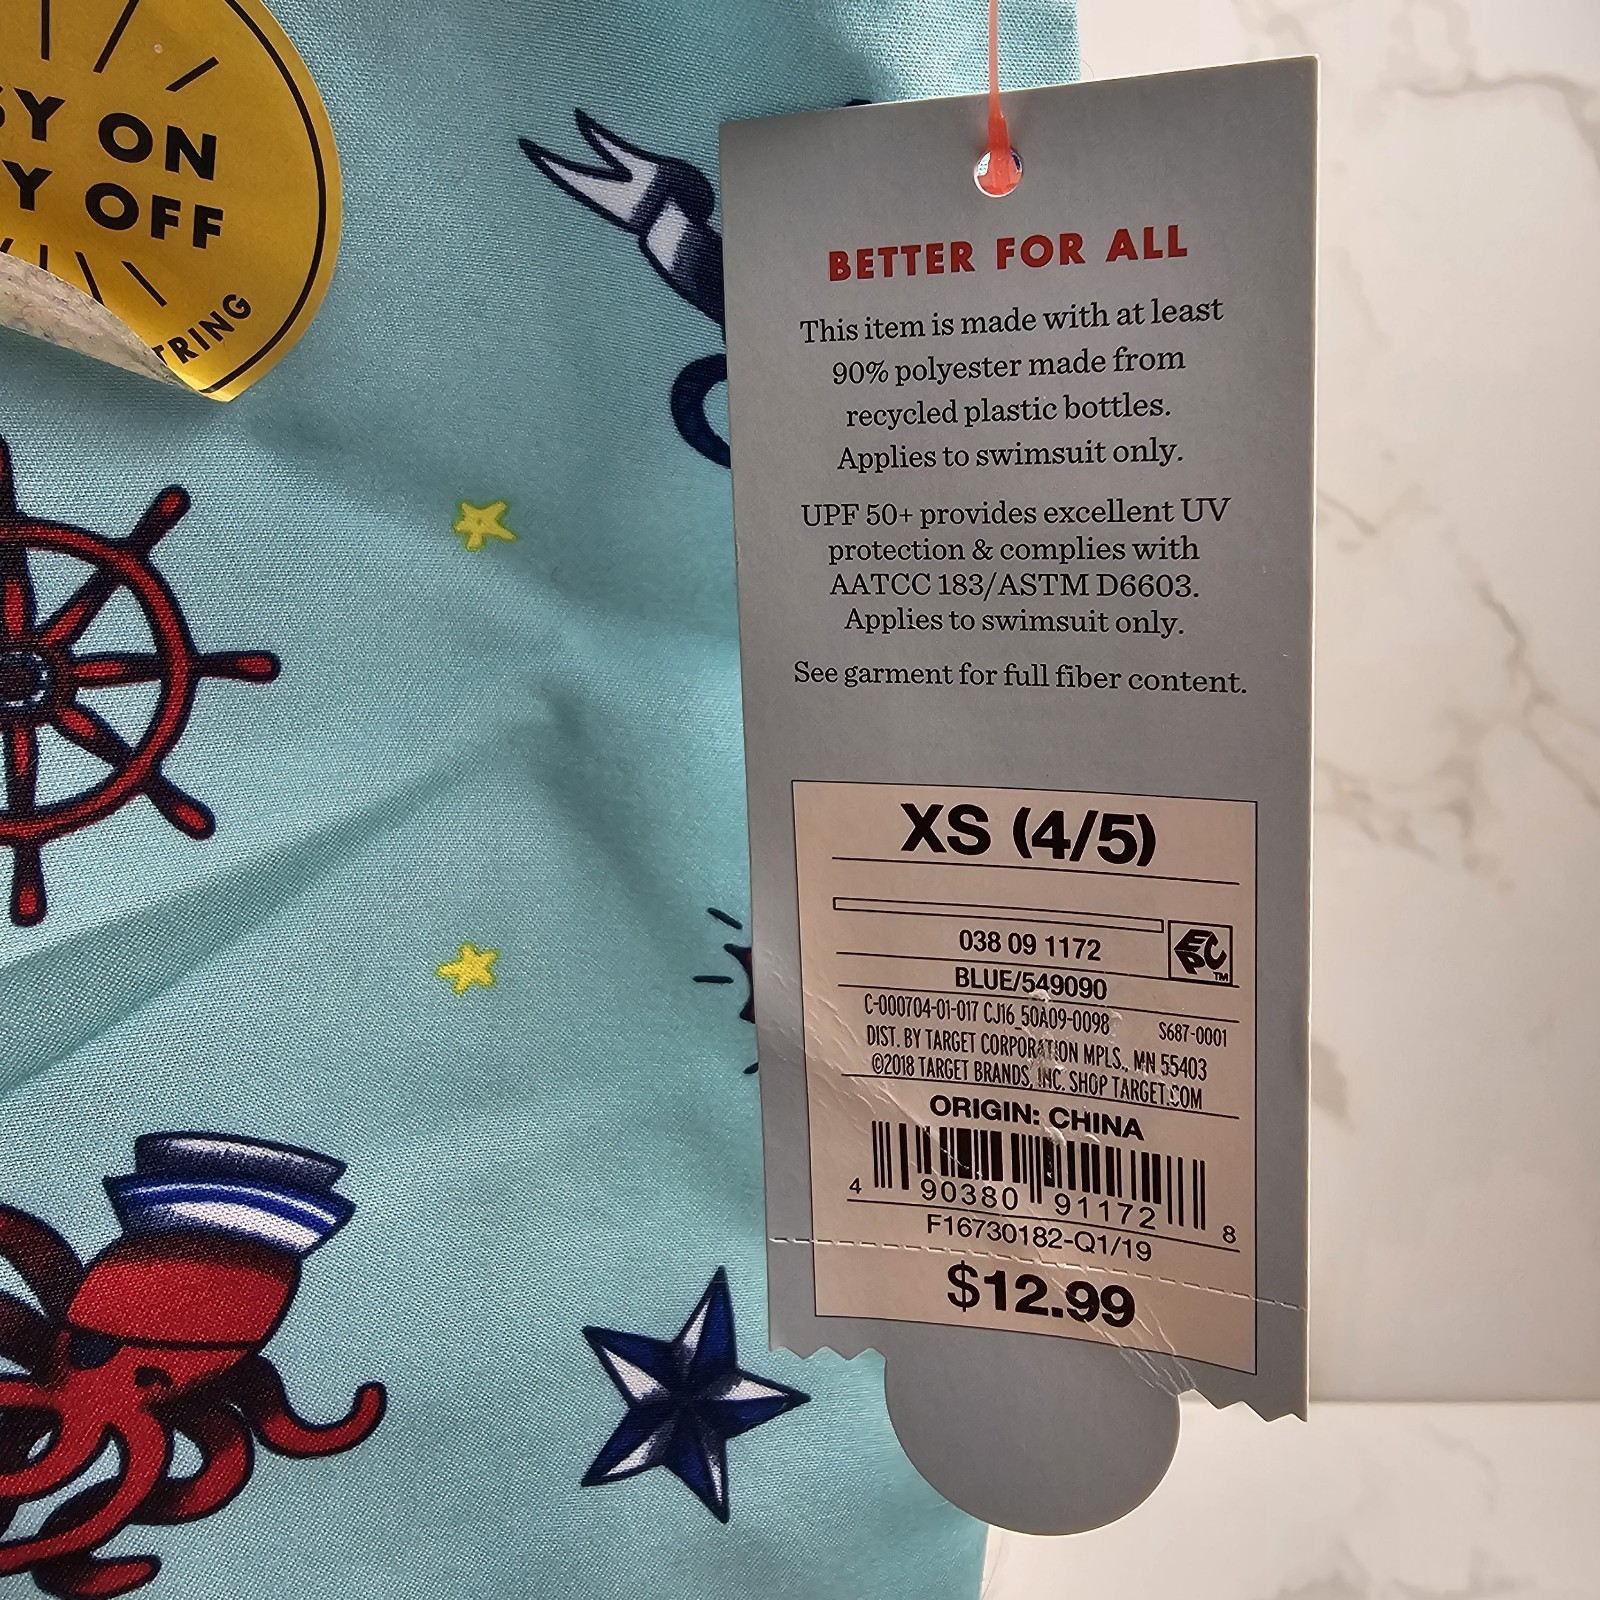 ON
OFF
BETTER FOR ALL
This item is made with at least
90% polyester made from
recycled plastic bottles.
Applies to swimsuit only.
UPF 50+ provides excellent UV
protection & complies with
AATCC 183/ASTM D6603.
Applies to swimsuit only.
See garment for full fiber content.
XS (4/5)
038 09 1172
EC
PC™
BLUE/549090
C-000704-01-017 CJ16_50A09-0098 S687-0001
DIST. BY TARGET CORPORATION MPLS., MN 55403
©2018 TARGET BRANDS, INC. SHOP TARGET.COM
ORIGIN: CHINA
4 90380 91172 8
F16730182-Q1/19
$12.99